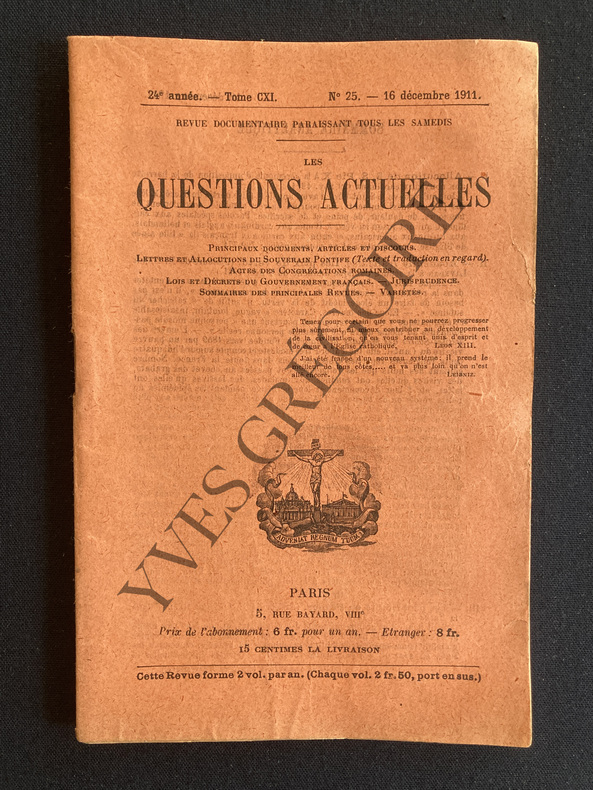 24e année. — Tome CXI. N° 25. — 16 décembre 1911.
REVUE DOCUMENTAIRE PARAISSANT TOUS LES SAMEDIS
LES
QUESTIONS ACTUELLES
PRINCIPAUX DOCUMENTS, ARTICLES ET DISCOURS.
LETTRES ET ALLOCUTIONS DU SOUVERAIN PONTIFE (Texte et traduction en regard).
ACTES DES CONGRÉGATIONS ROMAINES.
LOIS ET DÉCRETS DU GOUVERNEMENT FRANÇAIS. — JURISPRUDENCE.
SOMMAIRES DES PRINCIPALES REVUES. — VARIÉTÉS.
Tenez pour certain que vous ne pourrez progresser
plus sûrement, ni mieux contribuer au développement
de la civilisation, qu'en vous tenant unis d'esprit et
de cœur à l'Eglise catholique. LÉON XIII.
J'ai été frappé d'un nouveau système : il prend le
meilleur de tous côtés,.... et va plus loin qu'on n'est
allé encore. LEIBNIZ.
ADVENIAT REGNUM TUUM
PARIS
5, RUE BAYARD, VIIIe
Prix de l'abonnement : 6 fr. pour un an. — Etranger : 8 fr.
15 CENTIMES LA LIVRAISON
Cette Revue forme 2 vol. par an. (Chaque vol. 2 fr. 50, port en sus.)
YVES GRÉGOIRE